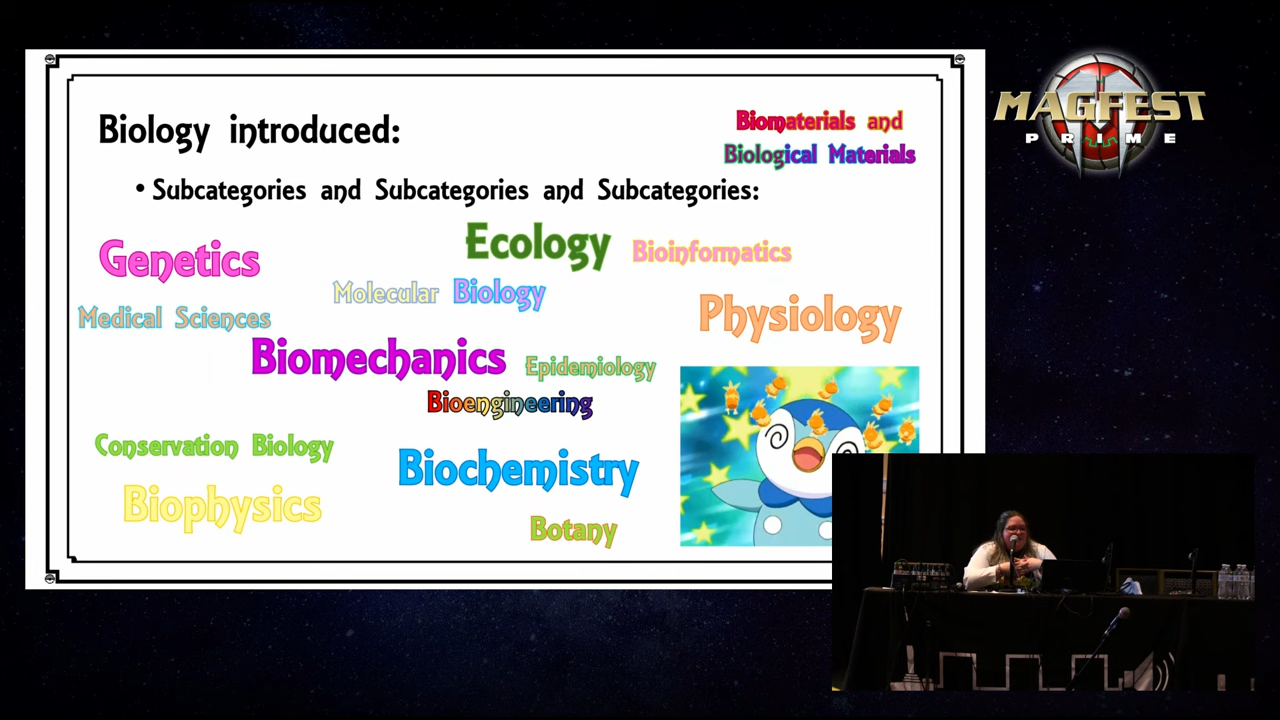 Biology introduced:
Biomaterials and
Biological Materials
MAGFEST
PRIME
• Subcategories and Subcategories and Subcategories:
Genetics
Ecology
Bioinformatics
Molecular Biology
Medical Sciences
Physiology
Biomechanics
Epidemiology
Bioengineering
Conservation Biology
Biochemistry
Biophysics
Botany